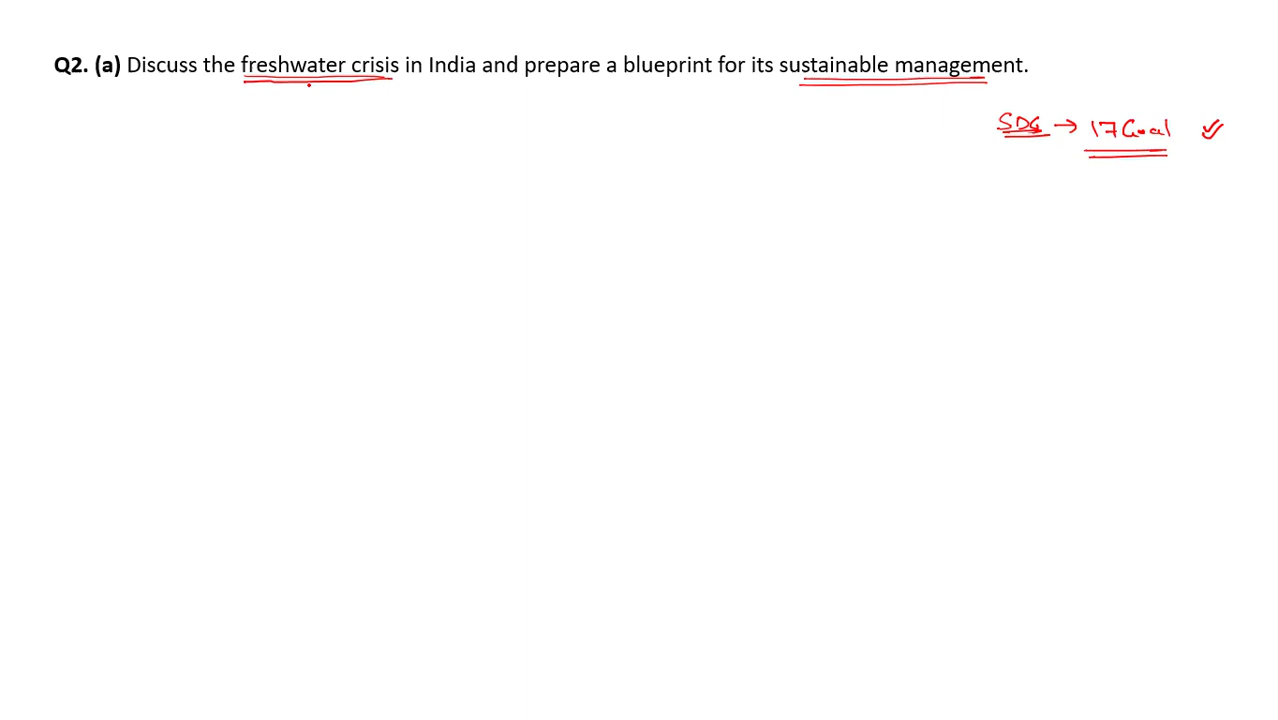 Q2. (a) Discuss the freshwater crisis in India and prepare a blueprint for its sustainable management.
SDG → 17 Goal